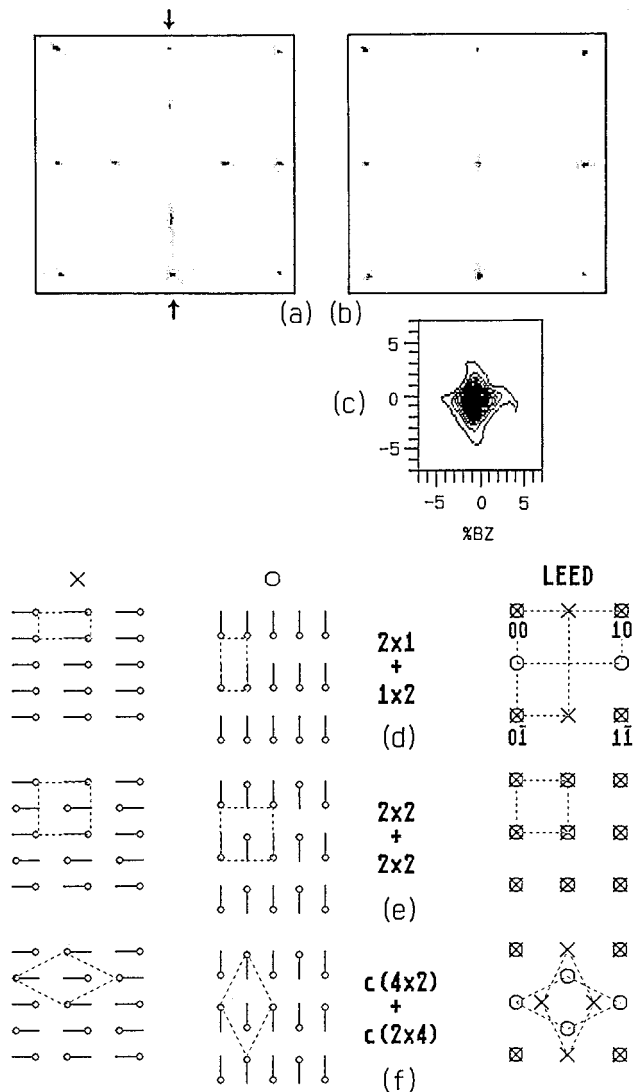 (a) (b)
5
0
-5
(c)
-5 0 5
%BZ
LEED
2x1
+
1x2
(d)
00 10
01̄ 11̄
2x2
+
2x2
(e)
c(4x2)
+
c(2x4)
(f)